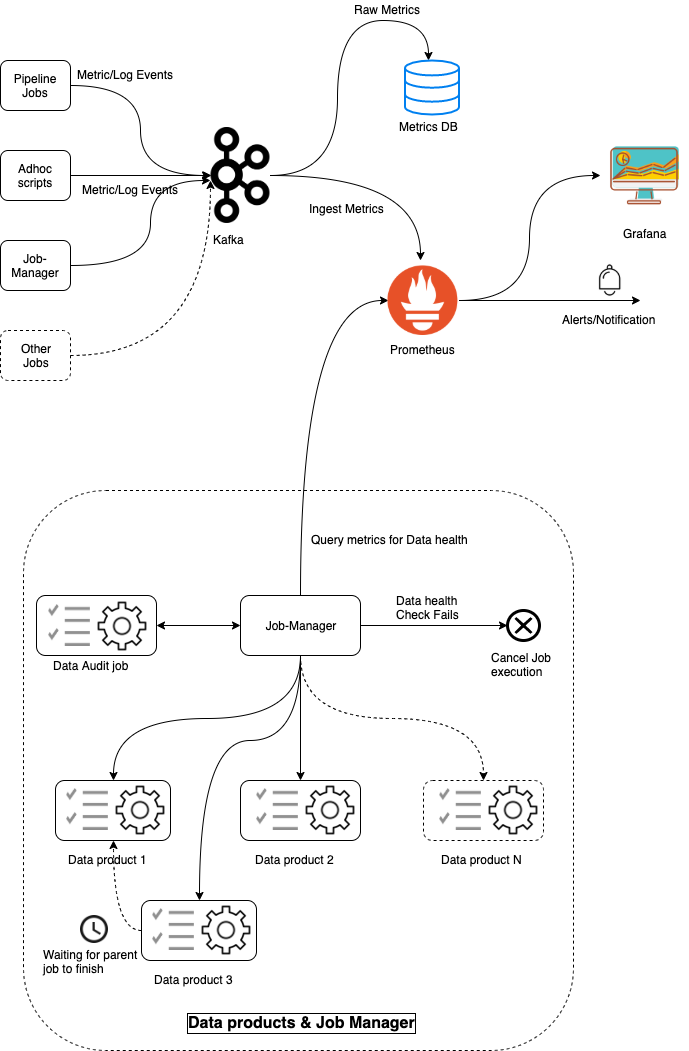 Raw Metrics
Pipeline
Jobs
Metric/Log Events
Metrics DB
Adhoc
scripts
Metric/Log Events
Ingest Metrics
Kafka
Grafana
Job-
Manager
Alerts/Notification
Other
Jobs
Prometheus
Query metrics for Data health
Data health
Check Fails
Job-Manager
Data Audit job
Cancel Job
execution
Data product 1
Data product 2
Data product N
Waiting for parent
job to finish
Data product 3
Data products & Job Manager